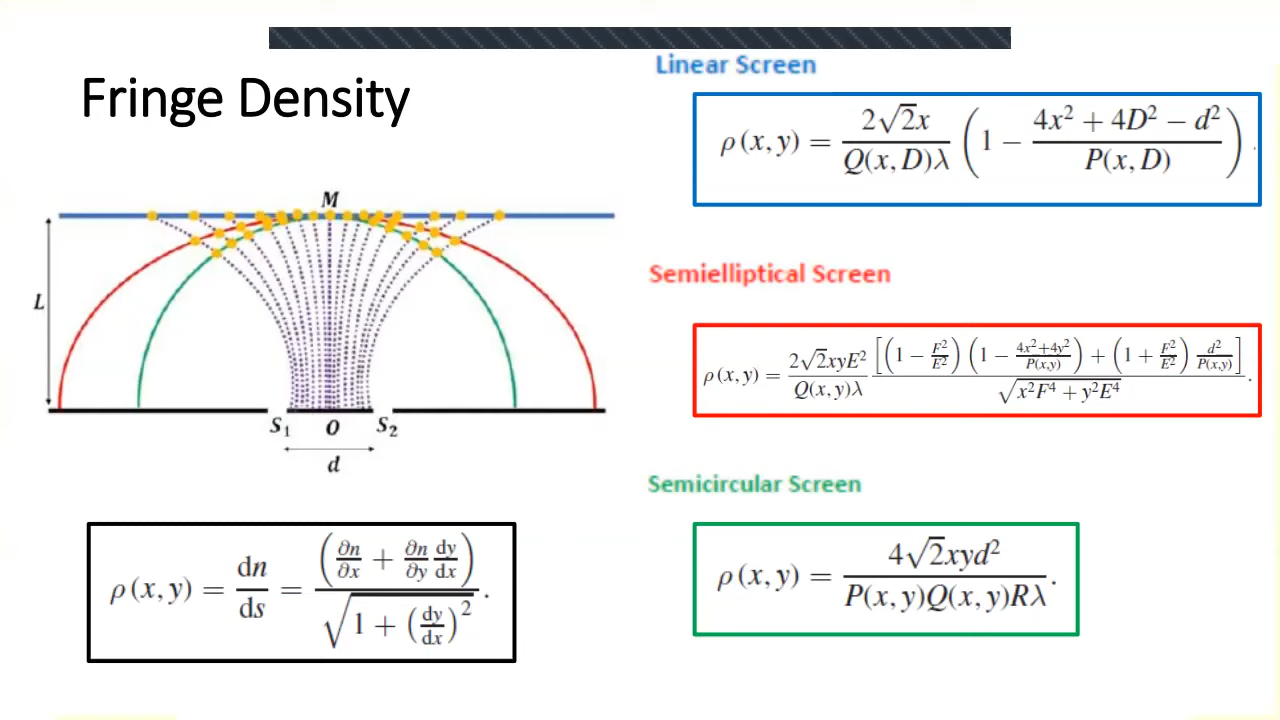 Fringe Density
M
L
S₁ O S₂
d
ρ(x, y) = dn/ds = (∂n/∂x + ∂n/∂y dy/dx) / √(1 + (dy/dx)²).
Linear Screen
ρ(x, y) = 2√2x / Q(x, D)λ (1 − (4x² + 4D² − d²) / P(x, D)).
Semielliptical Screen
ρ(x, y) = 2√2xyE² / Q(x, y)λ [(1 − F²/E²)(1 − (4x²+4y²)/P(x,y)) + (1 + F²/E²) d²/P(x,y)] / √(x²F⁴ + y²E⁴).
Semicircular Screen
ρ(x, y) = 4√2xyd² / P(x, y)Q(x, y)Rλ.